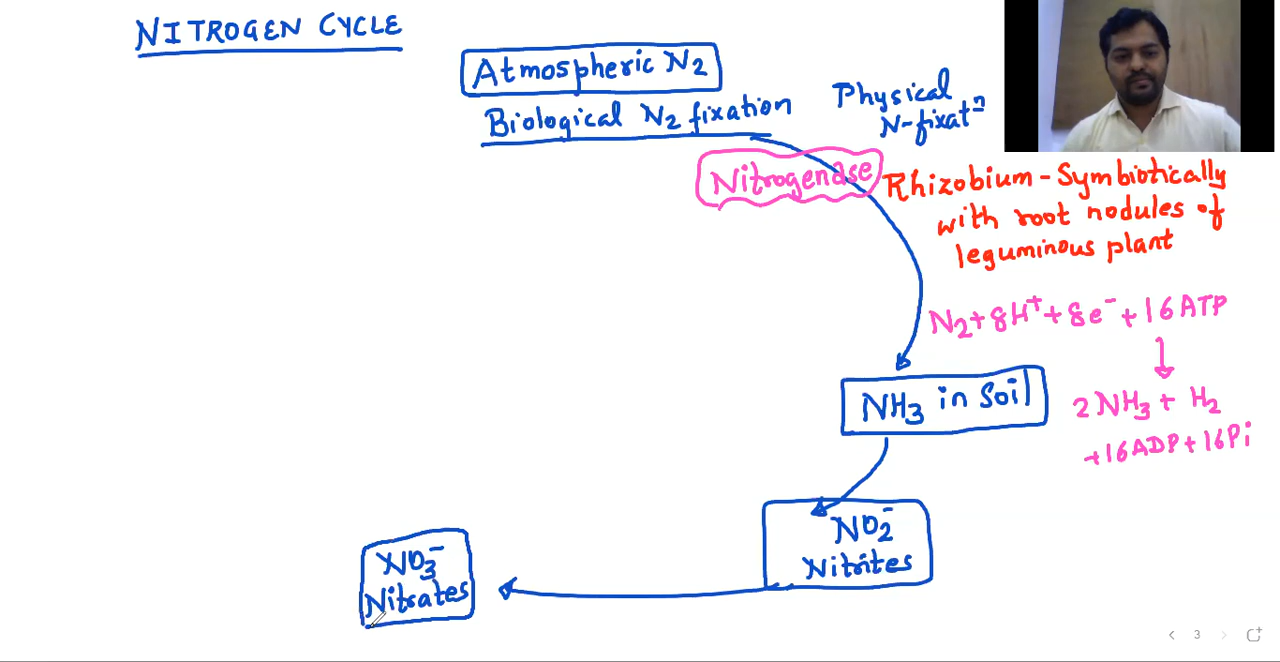 NITROGEN CYCLE
Atmospheric N2
Biological N2 fixation
Physical
N-fixatn
Nitrogenase
Rhizobium - Symbiotically
with root nodules of
leguminous plant
N2+8H⁺+8e⁻+16ATP
↓
2NH3+H2
+16ADP+16Pi
NH3 in Soil
NO2⁻
Nitrites
NO3⁻
Nitrates
3